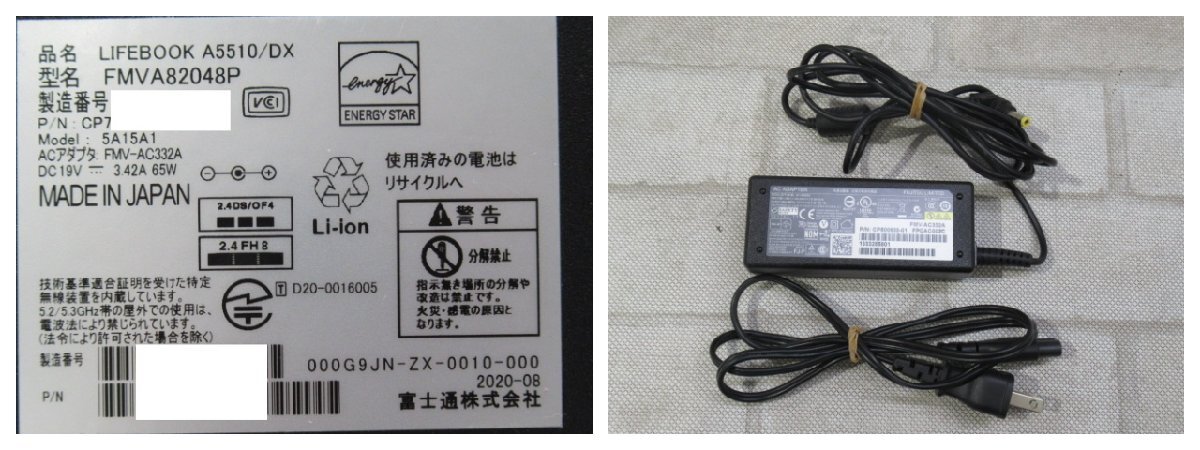 品名 LIFEBOOK A5510/DX
型名 FMVA82048P
製造番号
P/N : CP7
Model : 5A15A1
ACアダプタ FMV-AC332A
DC19V 3.42A 65W
MADE IN JAPAN
VCI
energy
ENERGY STAR
2.4DS/OF4
2.4 FH 8
Li-ion
使用済みの電池は
リサイクルへ
警告
分解禁止
指示無き場所の分解や
改造は禁止です。
火災・感電の原因と
なります。
技術基準適合証明を受けた特定
無線装置を内蔵しています。
5.2/5.3GHz帯の屋外での使用は、
電波法により禁じられています。
(法令により許可された場合を除く)
T D20-0016005
製造番号
000G9JN-ZX-0010-000
P/N
2020-08
富士通株式会社
AC ADAPTER
FUJITSU LIMITED
FMV-AC332A